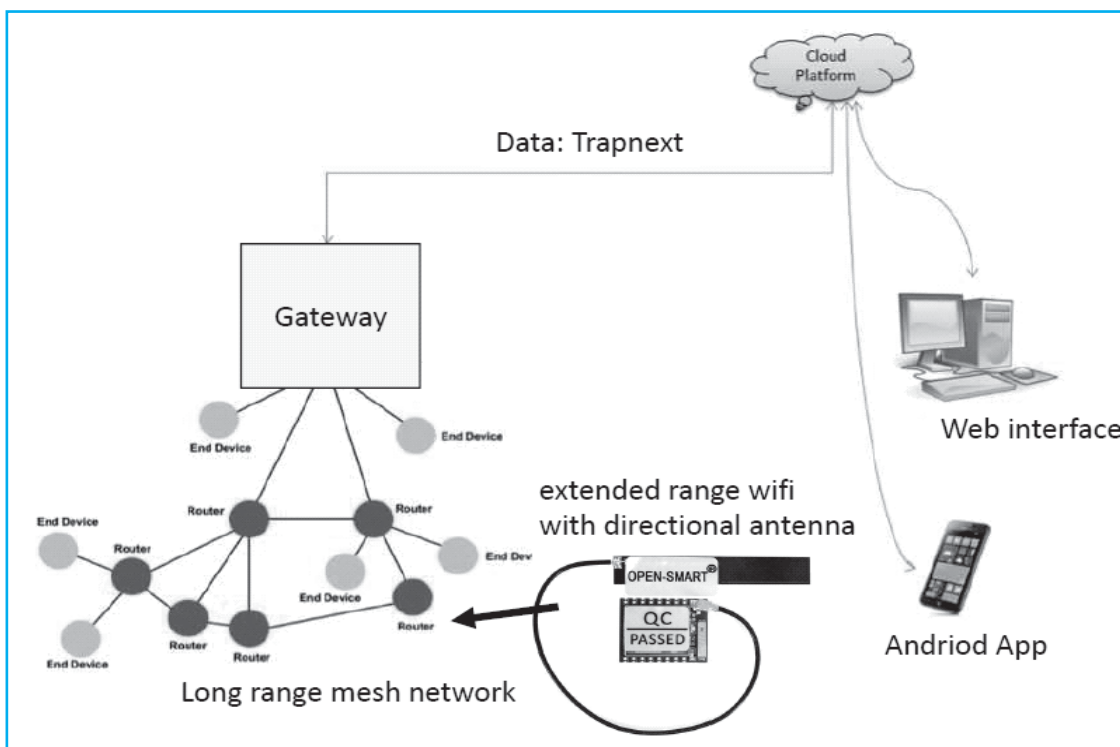 Cloud
Platform
Data: Trapnext
Gateway
End Device
End Device
Web interface
extended range wifi
with directional antenna
Router
Router
End Device
Router
End Dev
End Device
OPEN-SMART®
QC
PASSED
Router
Router
Router
End Device
Andriod App
Long range mesh network